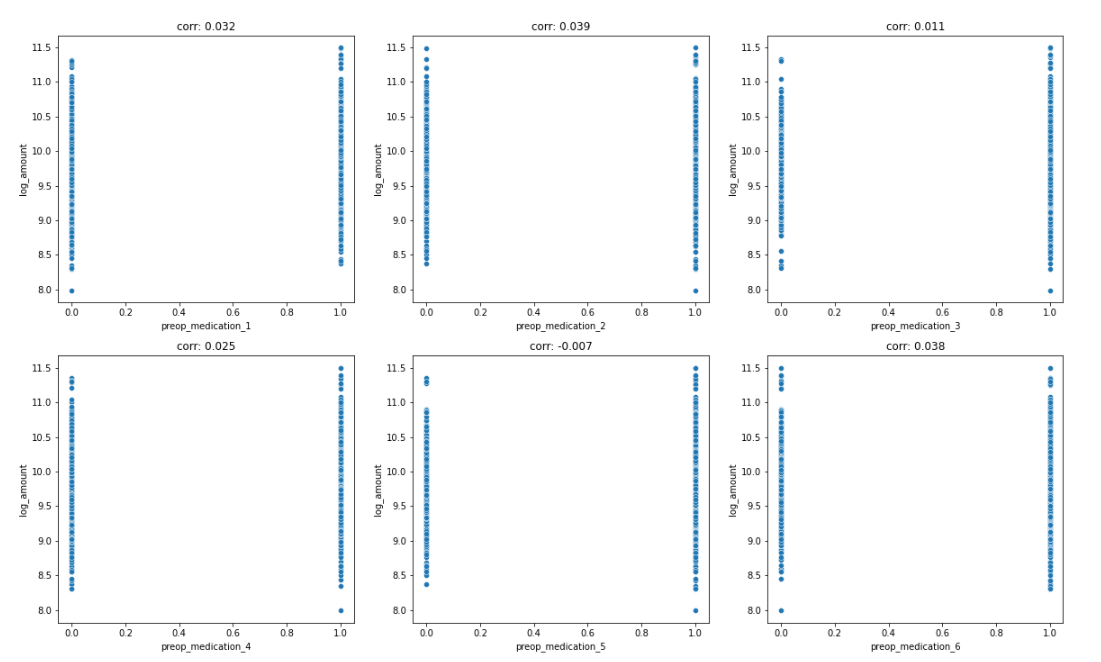 corr: 0.032
corr: 0.039
corr: 0.011
log_amount
11.5
11.0
10.5
10.0
9.5
9.0
8.5
8.0
0.0 0.2 0.4 0.6 0.8 1.0
preop_medication_1
log_amount
11.5
11.0
10.5
10.0
9.5
9.0
8.5
8.0
0.0 0.2 0.4 0.6 0.8 1.0
preop_medication_2
log_amount
11.5
11.0
10.5
10.0
9.5
9.0
8.5
8.0
0.0 0.2 0.4 0.6 0.8 1.0
preop_medication_3
corr: 0.025
corr: -0.007
corr: 0.038
log_amount
11.5
11.0
10.5
10.0
9.5
9.0
8.5
8.0
0.0 0.2 0.4 0.6 0.8 1.0
preop_medication_4
log_amount
11.5
11.0
10.5
10.0
9.5
9.0
8.5
8.0
0.0 0.2 0.4 0.6 0.8 1.0
preop_medication_5
log_amount
11.5
11.0
10.5
10.0
9.5
9.0
8.5
8.0
0.0 0.2 0.4 0.6 0.8 1.0
preop_medication_6